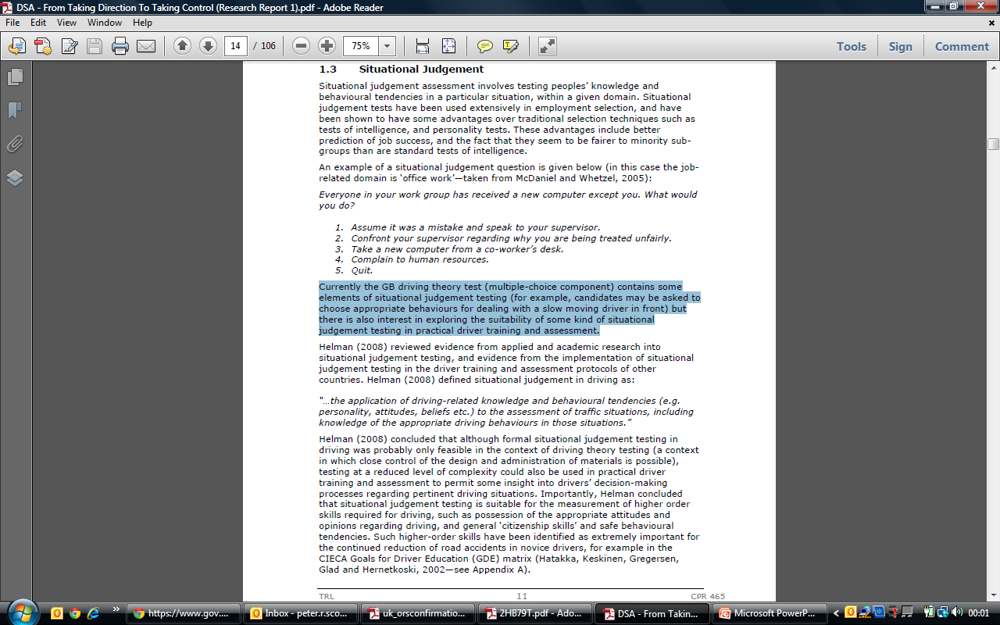 DSA - From Taking Direction To Taking Control (Research Report 1).pdf - Adobe Reader
File Edit View Window Help
14 / 106 75% Tools Sign Comment
1.3 Situational Judgement
Situational judgement assessment involves testing peoples’ knowledge and
behavioural tendencies in a particular situation, within a given domain. Situational
judgement tests have been used extensively in employment selection, and have
been shown to have some advantages over traditional selection techniques such as
tests of intelligence, and personality tests. These advantages include better
prediction of job success, and the fact that they seem to be fairer to minority sub-
groups than are standard tests of intelligence.
An example of a situational judgement question is given below (in this case the job-
related domain is ‘office work’—taken from McDaniel and Whetzel, 2005):
Everyone in your work group has received a new computer except you. What would
you do?
1. Assume it was a mistake and speak to your supervisor.
2. Confront your supervisor regarding why you are being treated unfairly.
3. Take a new computer from a co-worker’s desk.
4. Complain to human resources.
5. Quit.
Currently the GB driving theory test (multiple-choice component) contains some
elements of situational judgement testing (for example, candidates may be asked to
choose appropriate behaviours for dealing with a slow moving driver in front) but
there is also interest in exploring the suitability of some kind of situational
judgement testing in practical driver training and assessment.
Helman (2008) reviewed evidence from applied and academic research into
situational judgement testing, and evidence from the implementation of situational
judgement testing in the driver training and assessment protocols of other
countries. Helman (2008) defined situational judgement in driving as:
“…the application of driving-related knowledge and behavioural tendencies (e.g.
personality, attitudes, beliefs etc.) to the assessment of traffic situations, including
knowledge of the appropriate driving behaviours in those situations.”
Helman (2008) concluded that although formal situational judgement testing in
driving was probably only feasible in the context of driving theory testing (a context
in which close control of the design and administration of materials is possible),
testing at a reduced level of complexity could also be used in practical driver
training and assessment to permit some insight into drivers’ decision-making
processes regarding pertinent driving situations. Importantly, Helman concluded
that situational judgement testing is suitable for the measurement of higher order
skills required for driving, such as possession of the appropriate attitudes and
opinions regarding driving, and general ‘citizenship skills’ and safe behavioural
tendencies. Such higher-order skills have been identified as extremely important for
the continued reduction of road accidents in novice drivers, for example in the
CIECA Goals for Driver Education (GDE) matrix (Hatakka, Keskinen, Gregersen,
Glad and Hernetkoski, 2002—see Appendix A).
TRL 11 CPR 465
https://www.gov.... Inbox - peter.r.sco... uk_orsconfirmatio... 2HB79T.pdf - Ado... DSA - From Takin... Microsoft PowerP... 00:01